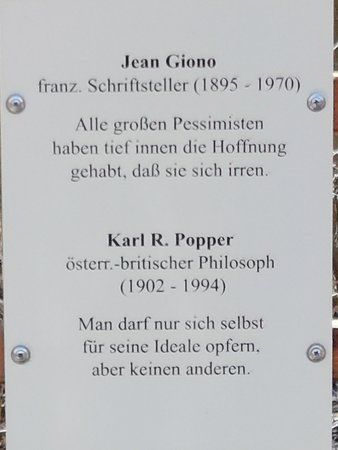 Jean Giono
franz. Schriftsteller (1895 - 1970)
Alle großen Pessimisten
haben tief innen die Hoffnung
gehabt, daß sie sich irren.
Karl R. Popper
österr.-britischer Philosoph
(1902 - 1994)
Man darf nur sich selbst
für seine Ideale opfern,
aber keinen anderen.